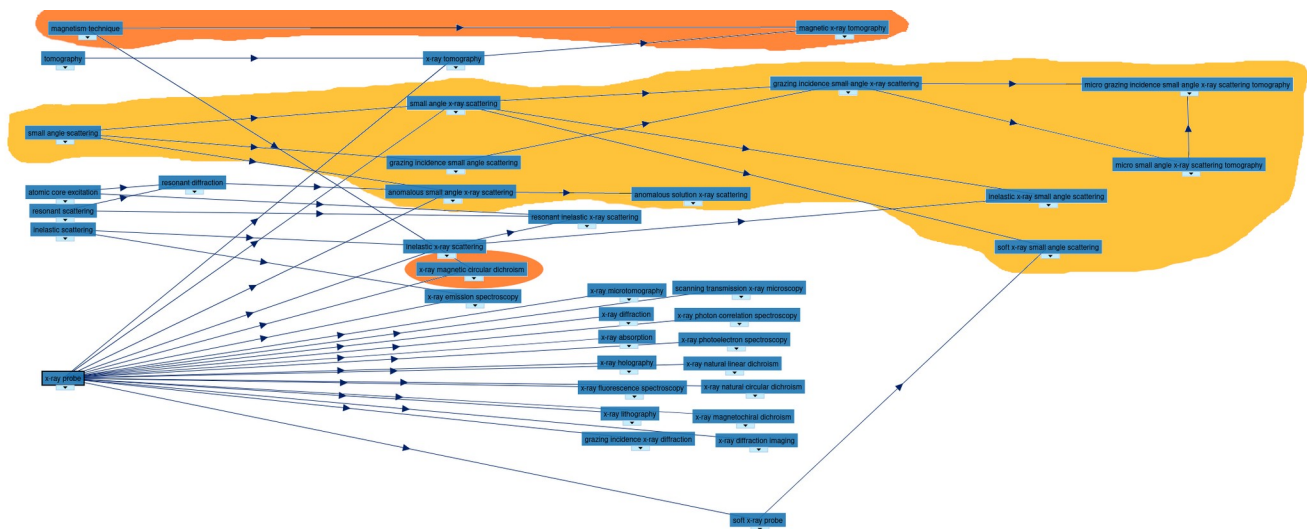 magnetism technique
magnetic x-ray tomography
tomography
x-ray tomography
grazing incidence small angle x-ray scattering
micro grazing incidence small angle x-ray scattering tomography
small angle x-ray scattering
small angle scattering
grazing incidence small angle scattering
micro small angle x-ray scattering tomography
resonant diffraction
atomic core excitation
anomalous small angle x-ray scattering
anomalous solution x-ray scattering
inelastic x-ray small angle scattering
resonant scattering
resonant inelastic x-ray scattering
inelastic scattering
inelastic x-ray scattering
soft x-ray small angle scattering
x-ray magnetic circular dichroism
x-ray emission spectroscopy
x-ray microtomography
scanning transmission x-ray microscopy
x-ray diffraction
x-ray photon correlation spectroscopy
x-ray absorption
x-ray photoelectron spectroscopy
x-ray holography
x-ray natural linear dichroism
x-ray probe
x-ray fluorescence spectroscopy
x-ray natural circular dichroism
x-ray lithography
x-ray magnetochiral dichroism
grazing incidence x-ray diffraction
x-ray diffraction imaging
soft x-ray probe